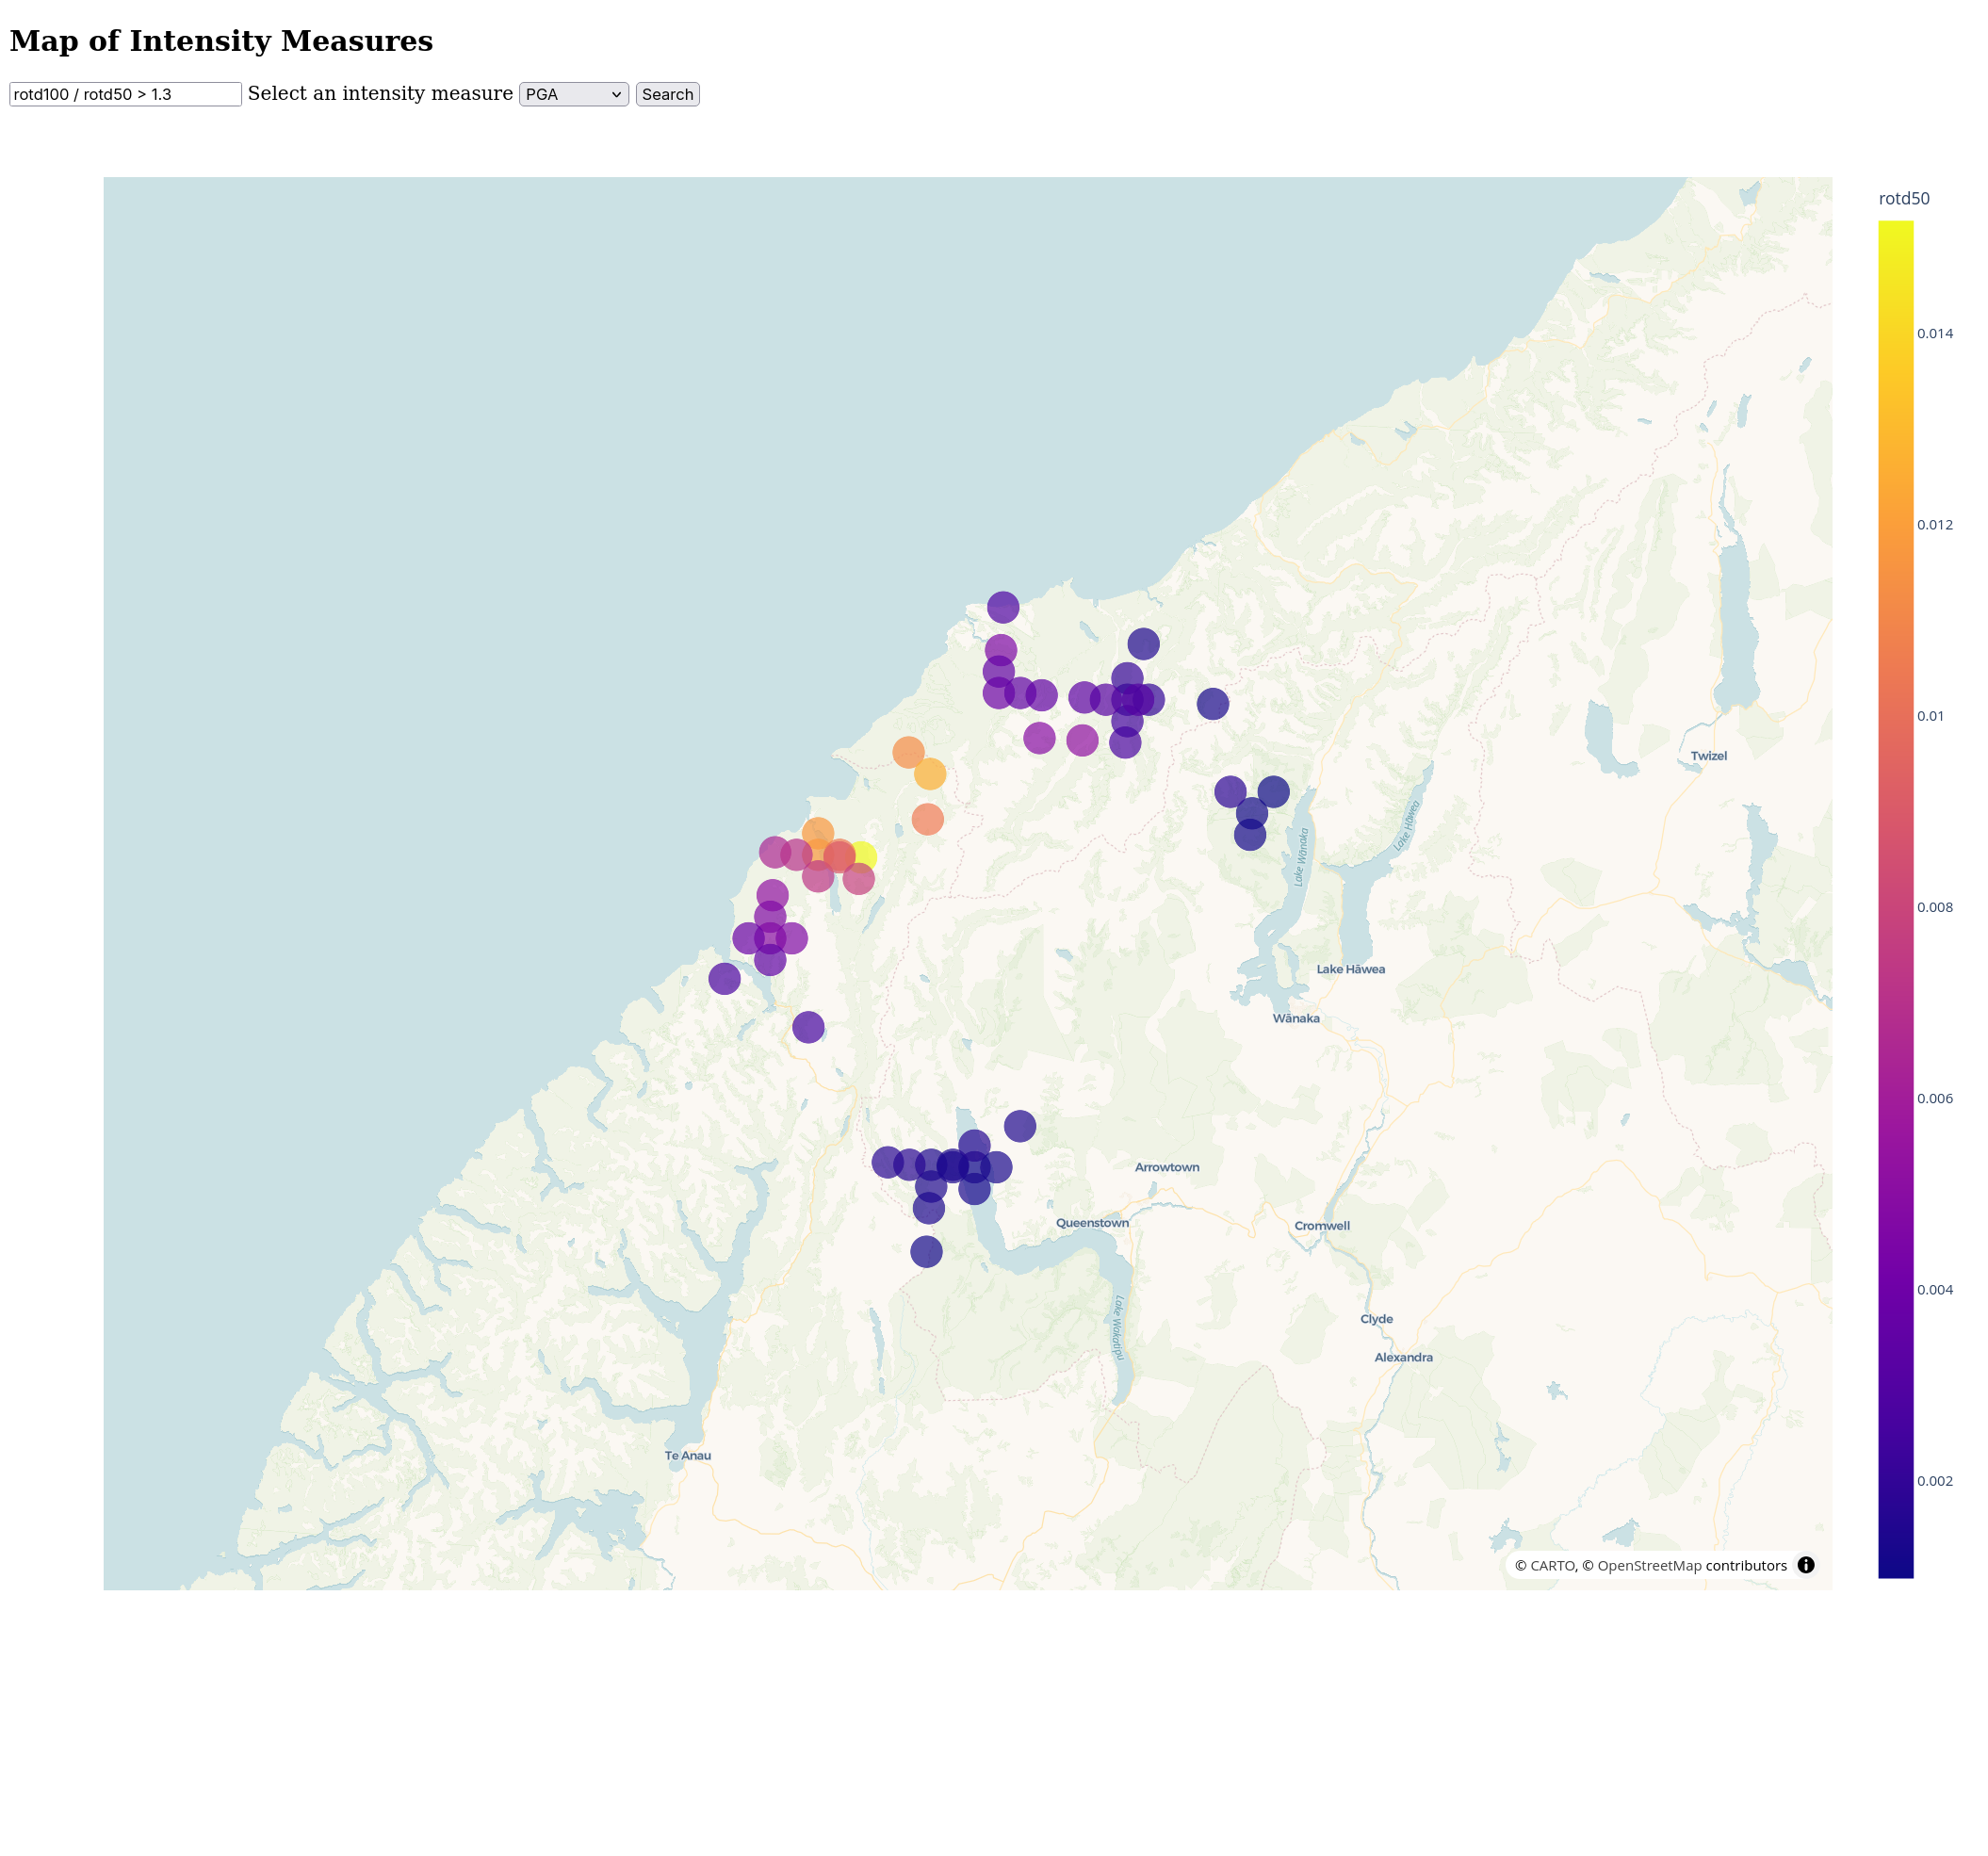 Map of Intensity Measures
rotd100 / rotd50 > 1.3 Select an intensity measure PGA Search
rotd50
0.014
0.012
0.01
Twizel
0.008
Lake Hāwea
Lake Wānaka
Lake Hāwea
Wānaka
0.006
Arrowtown
Queenstown
Cromwell
0.004
Lake Wakatipu
Clyde
Alexandra
Te Anau
0.002
© CARTO, © OpenStreetMap contributors